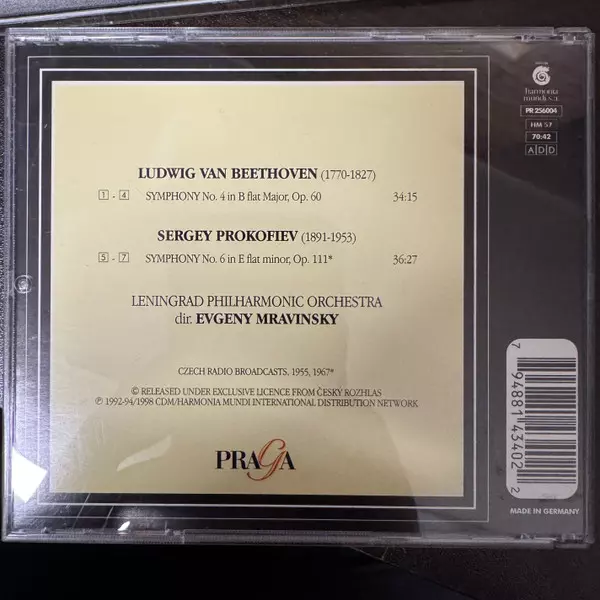 harmonia
mundi s.a.
PR 256004
HM 57
70:42
A D D
LUDWIG VAN BEETHOVEN (1770-1827)
1 - 4 SYMPHONY No. 4 in B flat Major, Op. 60 34:15
SERGEY PROKOFIEV (1891-1953)
5 - 7 SYMPHONY No. 6 in E flat minor, Op. 111* 36:27
LENINGRAD PHILHARMONIC ORCHESTRA
dir. EVGENY MRAVINSKY
CZECH RADIO BROADCASTS, 1955, 1967*
© RELEASED UNDER EXCLUSIVE LICENCE FROM ČESKÝ ROZHLAS
℗ 1992-94/1998 CDM/HARMONIA MUNDI INTERNATIONAL DISTRIBUTION NETWORK
PRAGA
7 94881 43402 2
MADE IN GERMANY